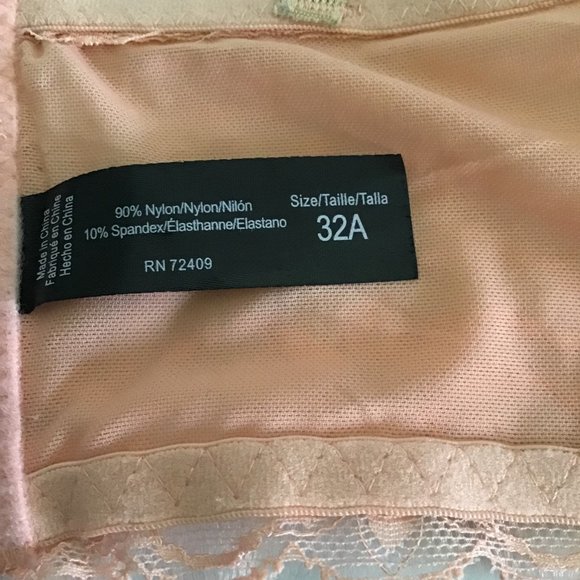 Made in China
Fabriqué en Chine
Hecho en China
90% Nylon/Nylon/Nilón
10% Spandex/Élasthanne/Elastano
RN 72409
Size/Taille/Talla
32A